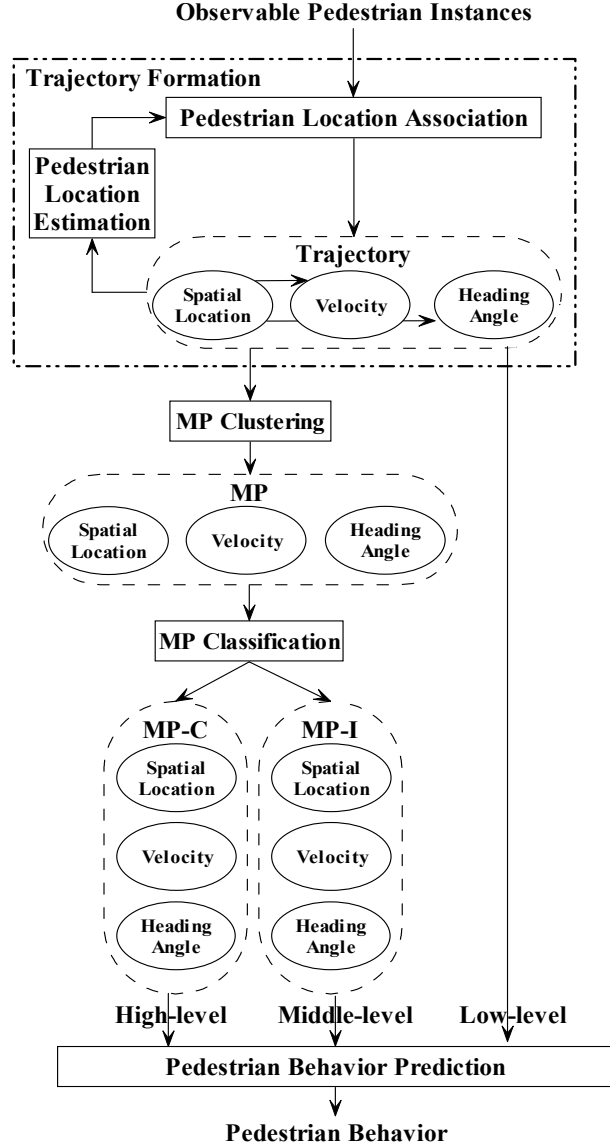 Observable Pedestrian Instances
Trajectory Formation
Pedestrian Location Association
Pedestrian
Location
Estimation
Trajectory
Spatial
Location
Velocity
Heading
Angle
MP Clustering
MP
Spatial
Location
Velocity
Heading
Angle
MP Classification
MP-C
Spatial
Location
Velocity
Heading
Angle
MP-I
Spatial
Location
Velocity
Heading
Angle
High-level
Middle-level
Low-level
Pedestrian Behavior Prediction
Pedestrian Behavior